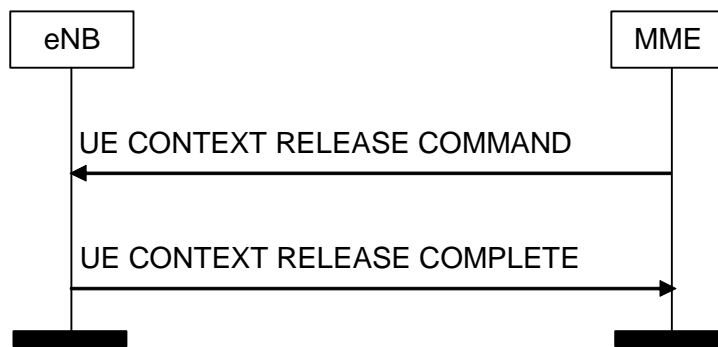 eNB
MME
UE CONTEXT RELEASE COMMAND
UE CONTEXT RELEASE COMPLETE